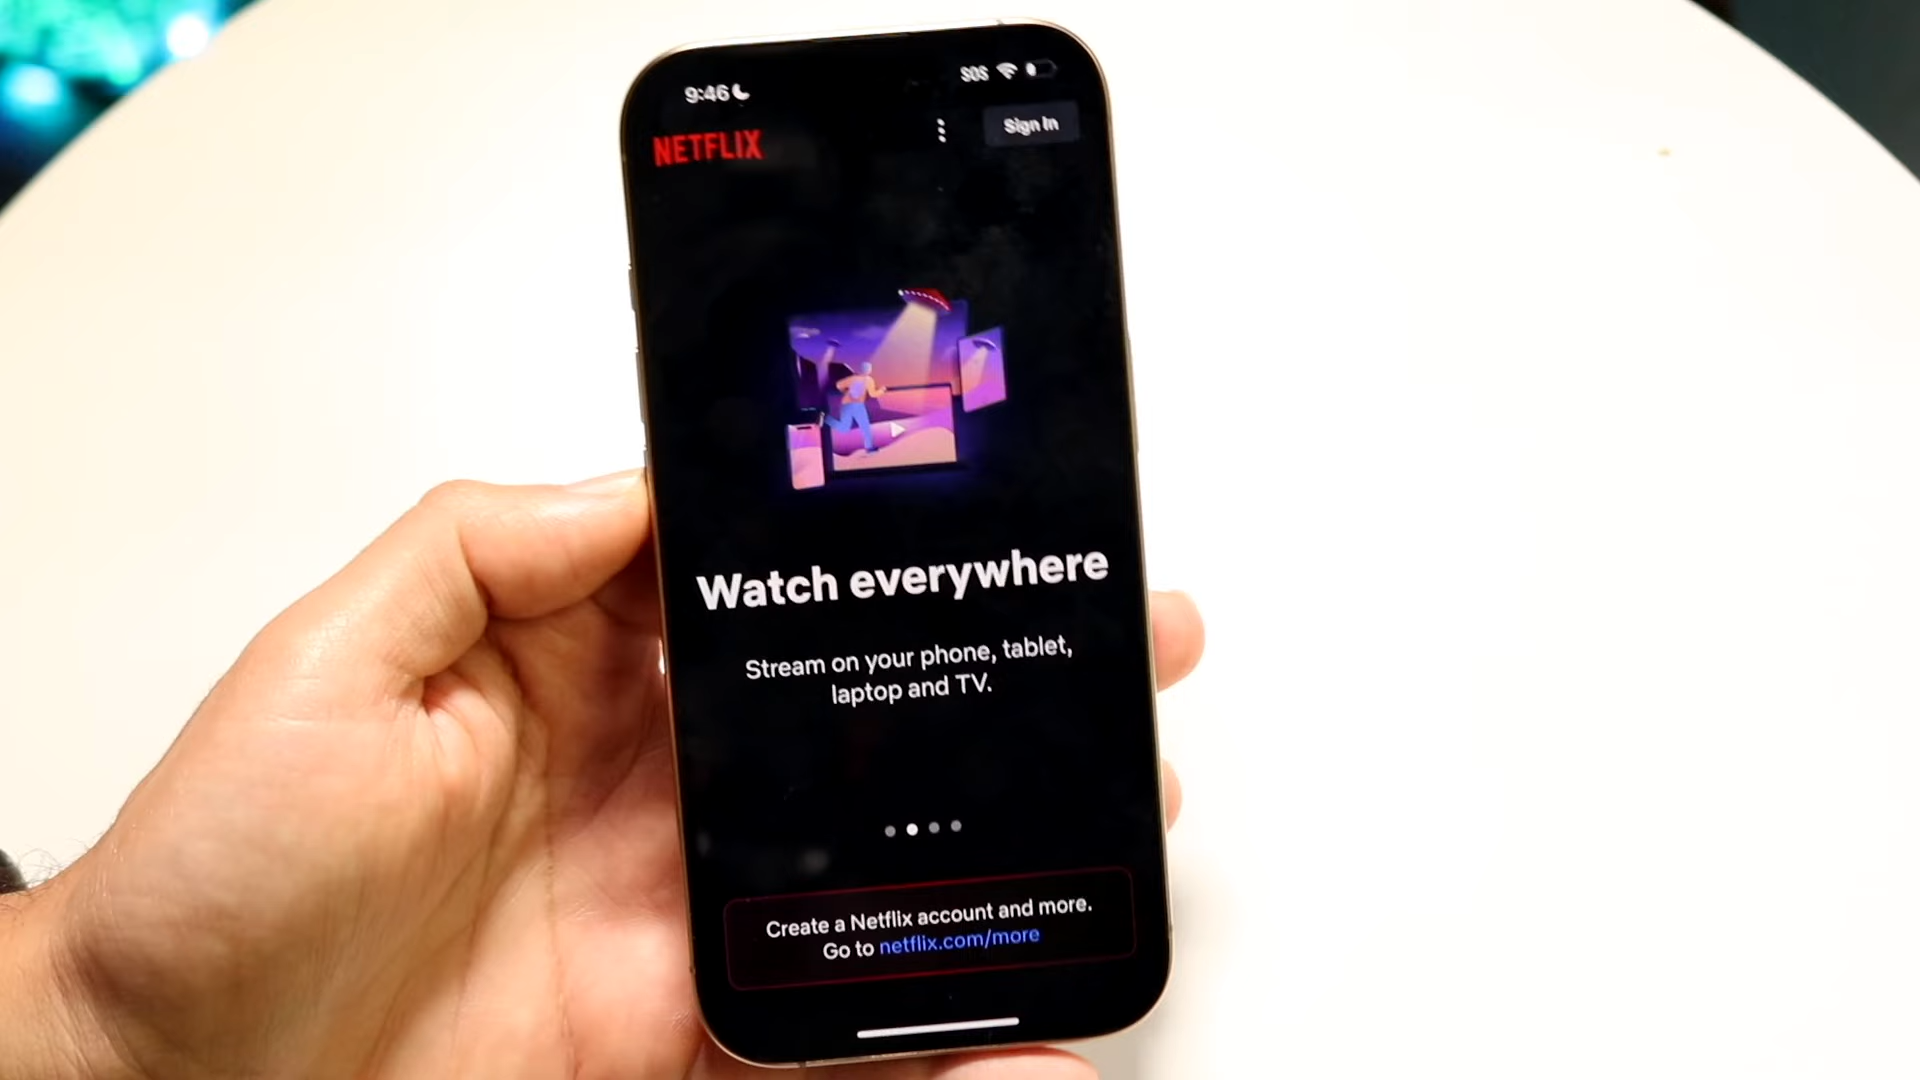 9:46
SOS
NETFLIX
Sign In
Watch everywhere
Stream on your phone, tablet,
laptop and TV.
Create a Netflix account and more.
Go to netflix.com/more